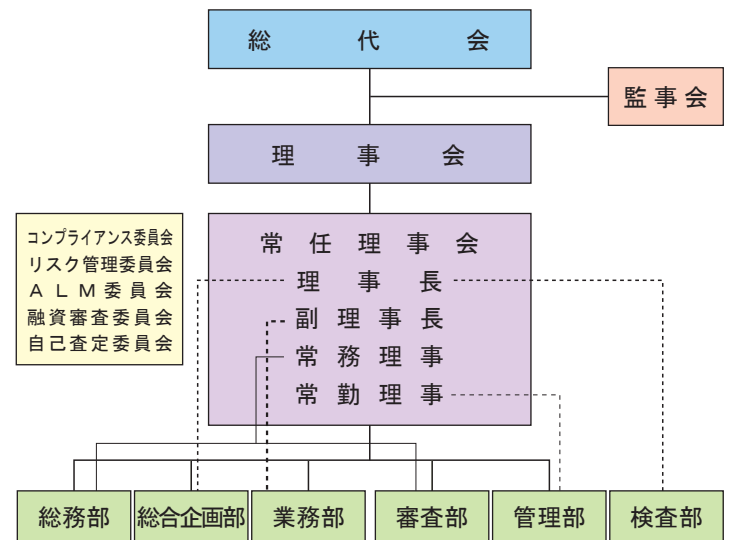 総代会
監事会
理事会
コンプライアンス委員会
リスク管理委員会
ALM委員会
融資審査委員会
自己査定委員会
常任理事会
理事長
副理事長
常務理事
常勤理事
総務部
総合企画部
業務部
審査部
管理部
検査部